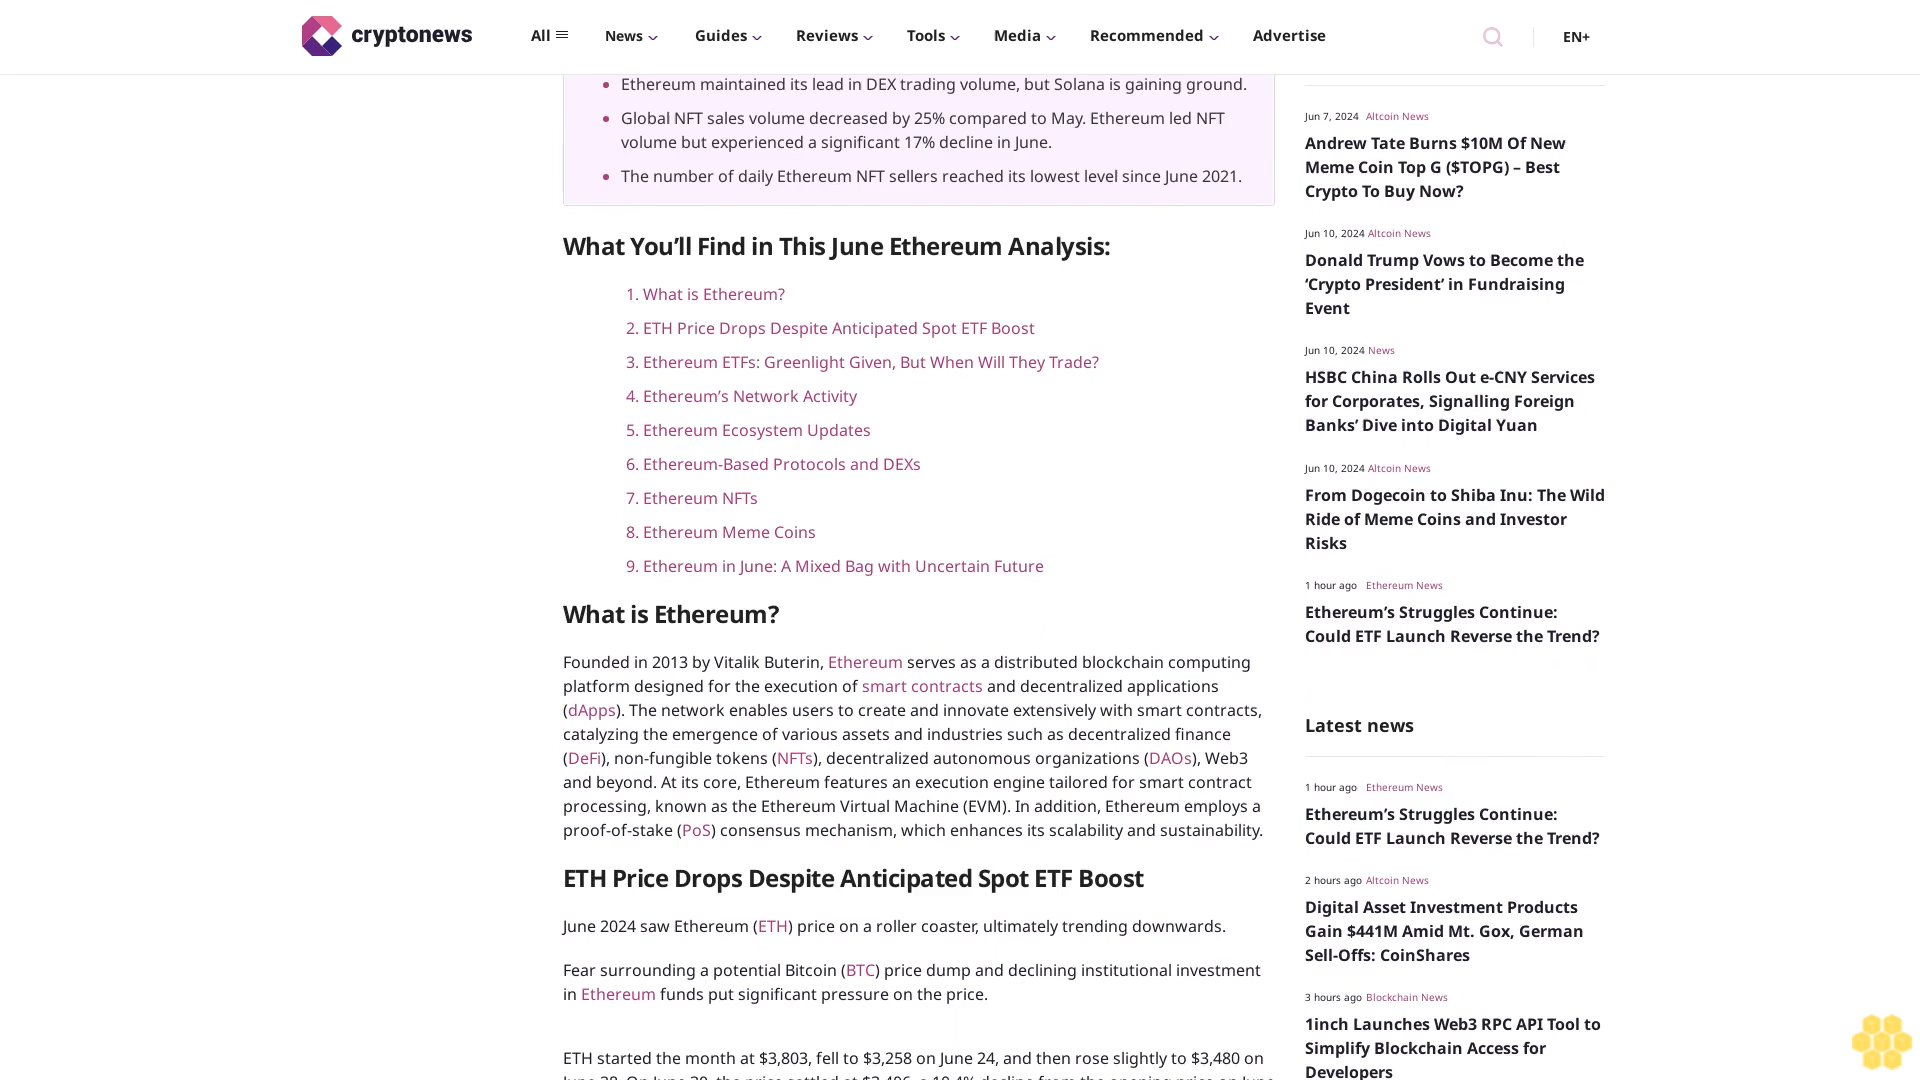 cryptonews
All
News
Guides
Reviews
Tools
Media
Recommended
Advertise
EN+
Ethereum maintained its lead in DEX trading volume, but Solana is gaining ground.
Global NFT sales volume decreased by 25% compared to May. Ethereum led NFT
volume but experienced a significant 17% decline in June.
The number of daily Ethereum NFT sellers reached its lowest level since June 2021.
What You’ll Find in This June Ethereum Analysis:
1. What is Ethereum?
2. ETH Price Drops Despite Anticipated Spot ETF Boost
3. Ethereum ETFs: Greenlight Given, But When Will They Trade?
4. Ethereum’s Network Activity
5. Ethereum Ecosystem Updates
6. Ethereum-Based Protocols and DEXs
7. Ethereum NFTs
8. Ethereum Meme Coins
9. Ethereum in June: A Mixed Bag with Uncertain Future
What is Ethereum?
Founded in 2013 by Vitalik Buterin, Ethereum serves as a distributed blockchain computing
platform designed for the execution of smart contracts and decentralized applications
(dApps). The network enables users to create and innovate extensively with smart contracts,
catalyzing the emergence of various assets and industries such as decentralized finance
(DeFi), non-fungible tokens (NFTs), decentralized autonomous organizations (DAOs), Web3
and beyond. At its core, Ethereum features an execution engine tailored for smart contract
processing, known as the Ethereum Virtual Machine (EVM). In addition, Ethereum employs a
proof-of-stake (PoS) consensus mechanism, which enhances its scalability and sustainability.
ETH Price Drops Despite Anticipated Spot ETF Boost
June 2024 saw Ethereum (ETH) price on a roller coaster, ultimately trending downwards.
Fear surrounding a potential Bitcoin (BTC) price dump and declining institutional investment
in Ethereum funds put significant pressure on the price.
ETH started the month at $3,803, fell to $3,258 on June 24, and then rose slightly to $3,480 on
Jun 7, 2024 Altcoin News
Andrew Tate Burns $10M Of New
Meme Coin Top G ($TOPG) – Best
Crypto To Buy Now?
Jun 10, 2024 Altcoin News
Donald Trump Vows to Become the
‘Crypto President’ in Fundraising
Event
Jun 10, 2024 News
HSBC China Rolls Out e-CNY Services
for Corporates, Signalling Foreign
Banks’ Dive into Digital Yuan
Jun 10, 2024 Altcoin News
From Dogecoin to Shiba Inu: The Wild
Ride of Meme Coins and Investor
Risks
1 hour ago Ethereum News
Ethereum’s Struggles Continue:
Could ETF Launch Reverse the Trend?
Latest news
1 hour ago Ethereum News
Ethereum’s Struggles Continue:
Could ETF Launch Reverse the Trend?
2 hours ago Altcoin News
Digital Asset Investment Products
Gain $441M Amid Mt. Gox, German
Sell-Offs: CoinShares
3 hours ago Blockchain News
1inch Launches Web3 RPC API Tool to
Simplify Blockchain Access for
Developers